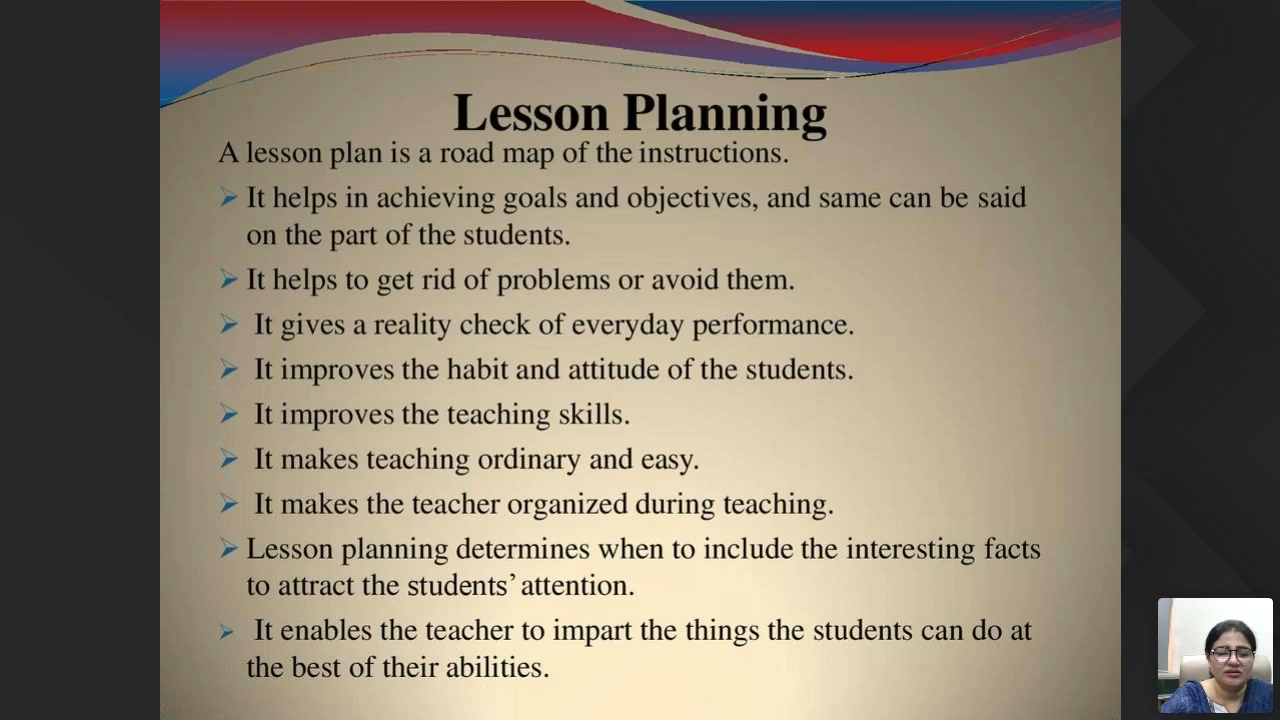 Lesson Planning
A lesson plan is a road map of the instructions.
➢ It helps in achieving goals and objectives, and same can be said
on the part of the students.
➢ It helps to get rid of problems or avoid them.
➢ It gives a reality check of everyday performance.
➢ It improves the habit and attitude of the students.
➢ It improves the teaching skills.
➢ It makes teaching ordinary and easy.
➢ It makes the teacher organized during teaching.
➢ Lesson planning determines when to include the interesting facts
to attract the students’ attention.
➢ It enables the teacher to impart the things the students can do at
the best of their abilities.